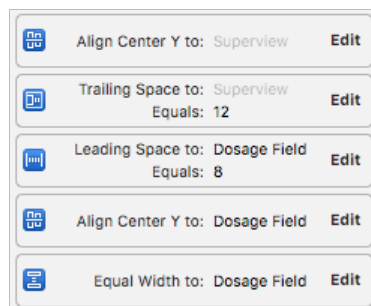 Align Center Y to: Superview Edit
Trailing Space to: Superview
Equals: 12 Edit
Leading Space to: Dosage Field
Equals: 8 Edit
Align Center Y to: Dosage Field Edit
Equal Width to: Dosage Field Edit